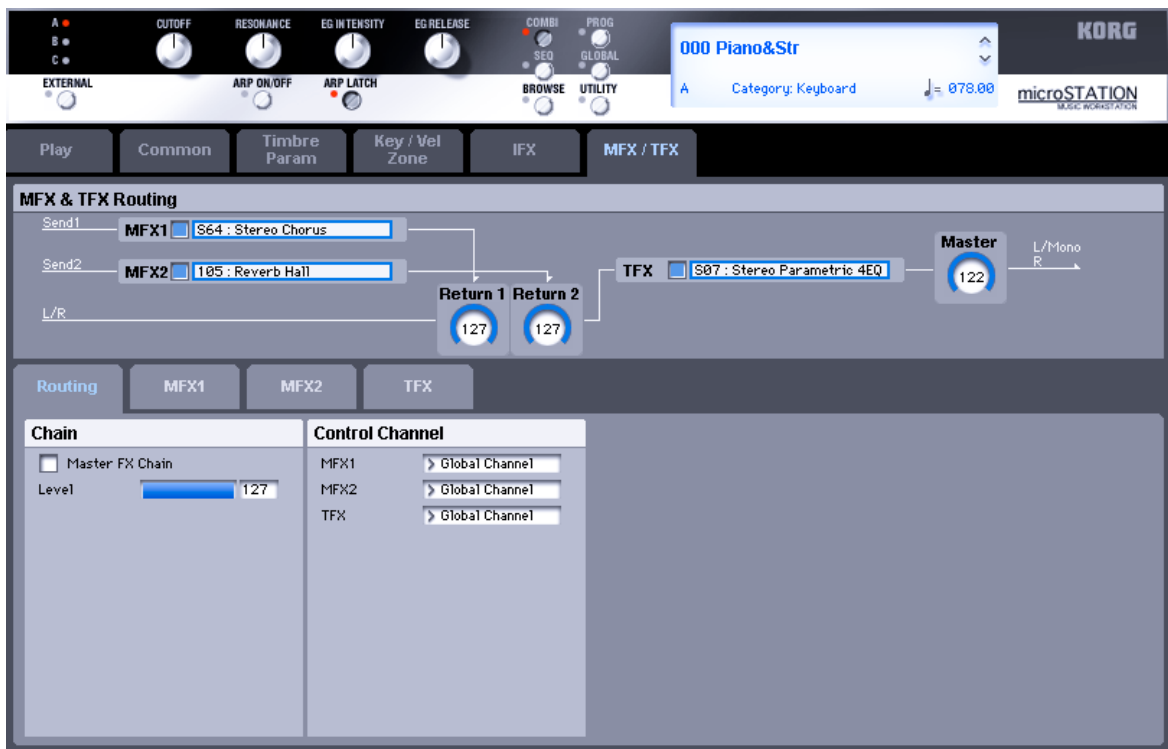 A CUTOFF RESONANCE EG INTENSITY EG RELEASE COMBI PROG KORG
B
C SEQ GLOBAL
000 Piano&Str
EXTERNAL ARP ON/OFF ARP LATCH BROWSE UTILITY
A Category: Keyboard ♩= 078.00
microSTATION
MUSIC WORKSTATION
Play Common Timbre Param Key / Vel Zone IFX MFX / TFX
MFX & TFX Routing
Send1 MFX1 S64 : Stereo Chorus
Send2 MFX2 105 : Reverb Hall
TFX S07 : Stereo Parametric 4EQ
Master
122
L/Mono
R
L/R
Return 1 Return 2
127 127
Routing MFX1 MFX2 TFX
Chain
Master FX Chain
Level 127
Control Channel
MFX1 > Global Channel
MFX2 > Global Channel
TFX > Global Channel